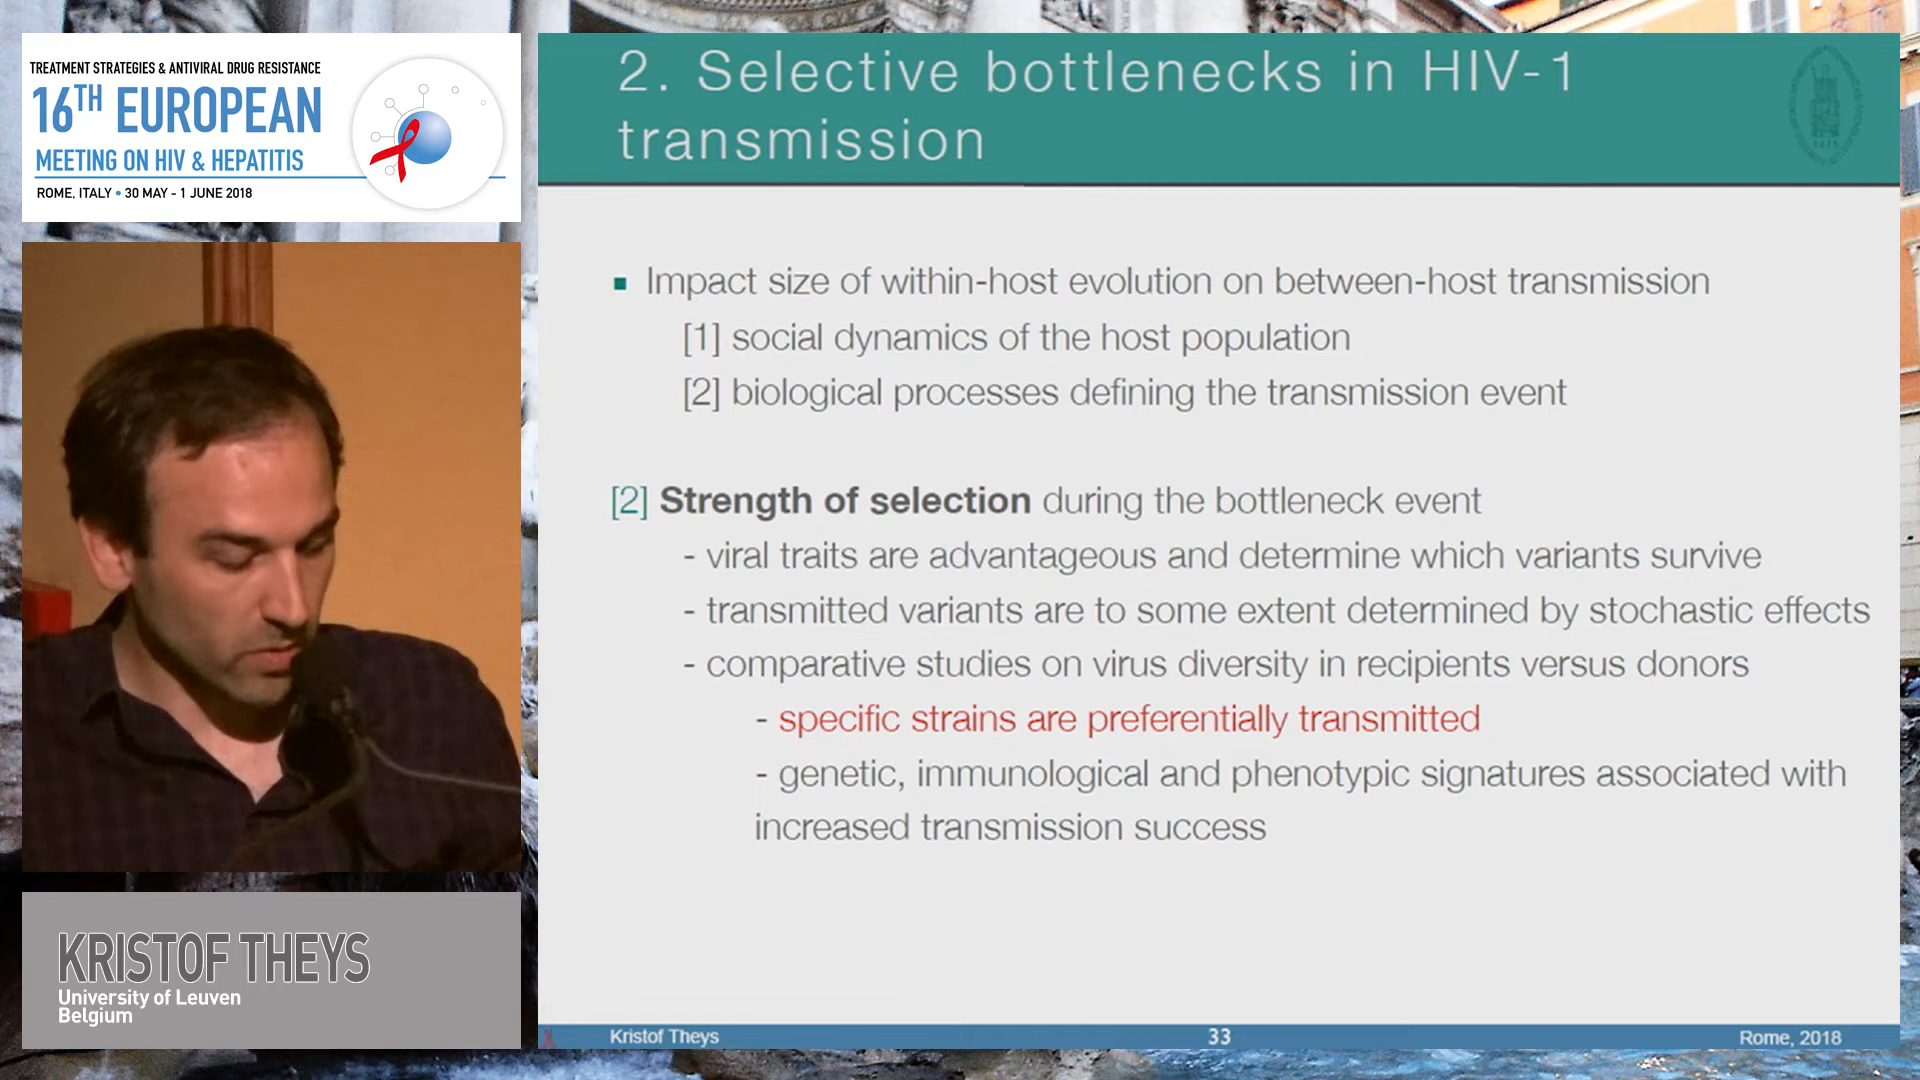 TREATMENT STRATEGIES & ANTIVIRAL DRUG RESISTANCE
16TH EUROPEAN
MEETING ON HIV & HEPATITIS
ROME, ITALY • 30 MAY - 1 JUNE 2018
KRISTOF THEYS
University of Leuven
Belgium
2. Selective bottlenecks in HIV-1
transmission
Impact size of within-host evolution on between-host transmission
[1] social dynamics of the host population
[2] biological processes defining the transmission event
[2] Strength of selection during the bottleneck event
- viral traits are advantageous and determine which variants survive
- transmitted variants are to some extent determined by stochastic effects
- comparative studies on virus diversity in recipients versus donors
- specific strains are preferentially transmitted
- genetic, immunological and phenotypic signatures associated with
increased transmission success
Kristof Theys
33
Rome, 2018